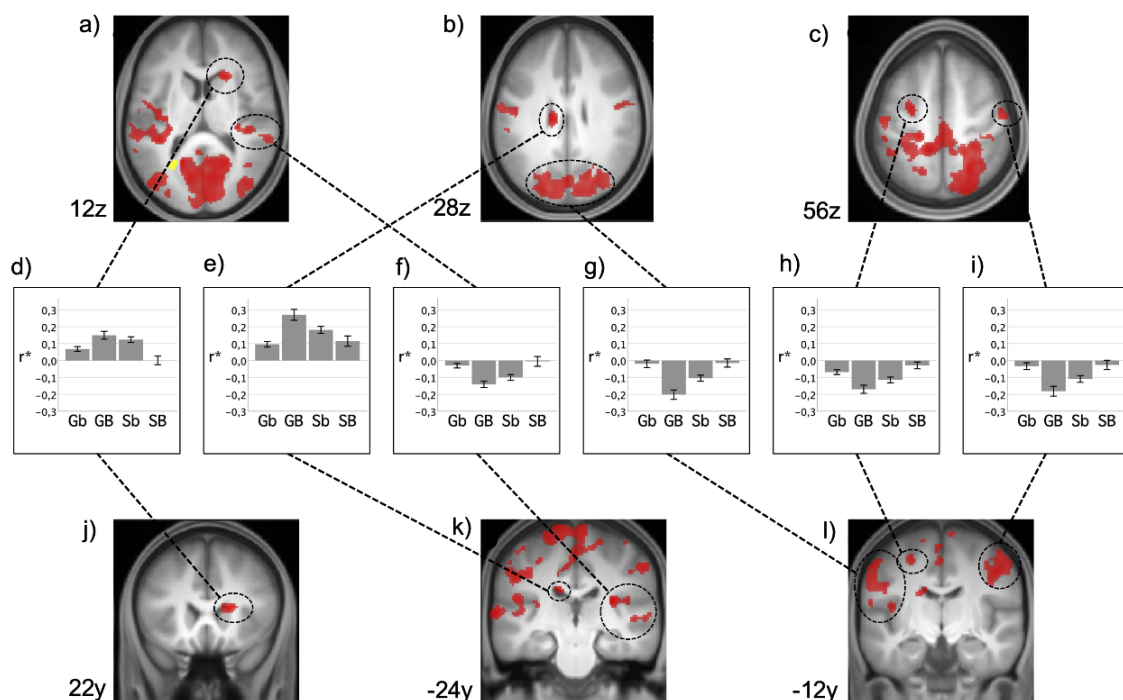 a)
b)
c)
12z
28z
56z
d)
e)
f)
g)
h)
i)
r*
0,3
0,2
0,1
0,0
−0,1
−0,2
−0,3
Gb GB Sb SB
r*
0,3
0,2
0,1
0,0
−0,1
−0,2
−0,3
Gb GB Sb SB
r*
0,3
0,2
0,1
0,0
−0,1
−0,2
−0,3
Gb GB Sb SB
r*
0,3
0,2
0,1
0,0
−0,1
−0,2
−0,3
Gb GB Sb SB
r*
0,3
0,2
0,1
0,0
−0,1
−0,2
−0,3
Gb GB Sb SB
r*
0,3
0,2
0,1
0,0
−0,1
−0,2
−0,3
Gb GB Sb SB
j)
k)
l)
22y
-24y
-12y